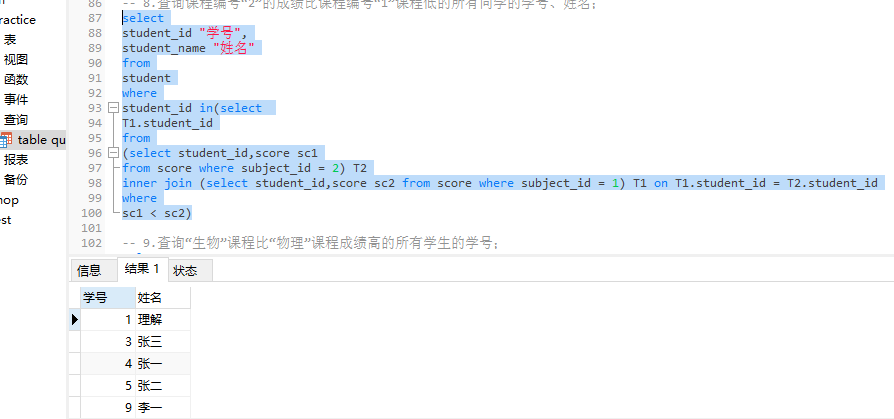 ractice
表
视图
函数
事件
查询
table qu
报表
备份
nop
est
86 -- 8.查询课程编号“2”的成绩比课程编号“1”课程低的所有同学的学号、姓名;
87 select
88 student_id "学号",
89 student_name "姓名"
90 from
91 student
92 where
93 student_id in(select
94 T1.student_id
95 from
96 (select student_id,score sc1
97 from score where subject_id = 2) T2
98 inner join (select student_id,score sc2 from score where subject_id = 1) T1 on T1.student_id = T2.student_id
99 where
100 sc1 < sc2)
101
102 -- 9.查询“生物”课程比“物理”课程成绩高的所有学生的学号;
信息 结果 1 状态
学号 姓名
1 理解
3 张三
4 张一
5 张二
9 李一